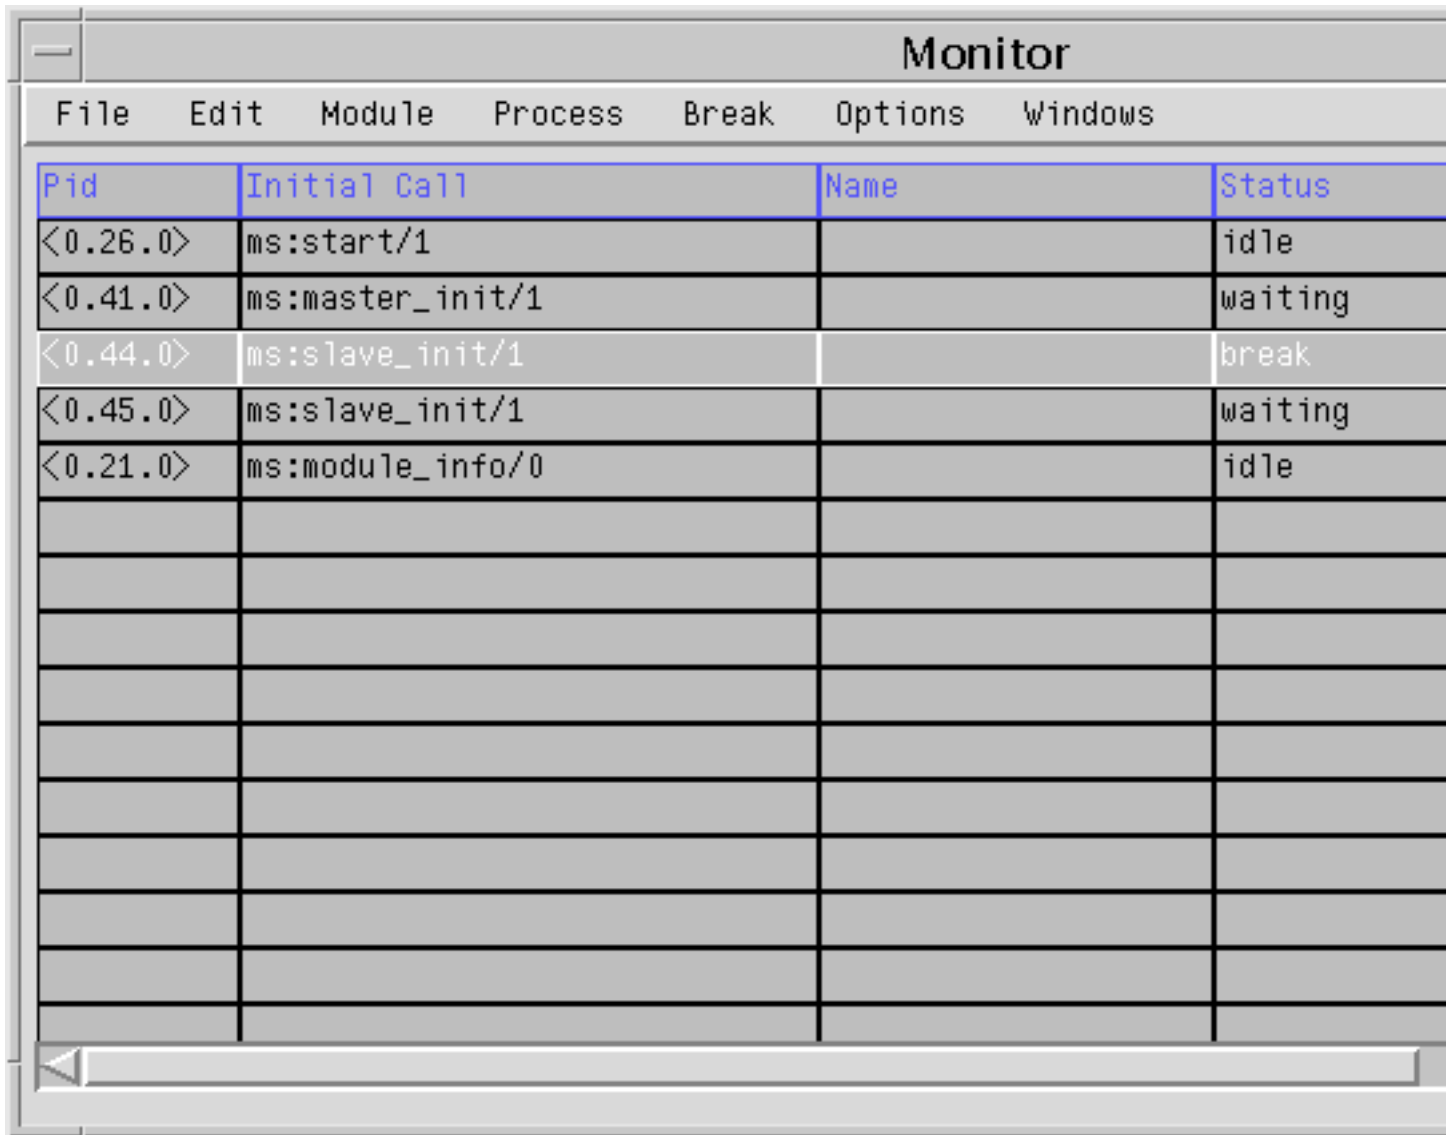 Monitor
File Edit Module Process Break Options Windows
Pid Initial Call Name Status
<0.26.0> ms:start/1 idle
<0.41.0> ms:master_init/1 waiting
<0.44.0> ms:slave_init/1 break
<0.45.0> ms:slave_init/1 waiting
<0.21.0> ms:module_info/0 idle